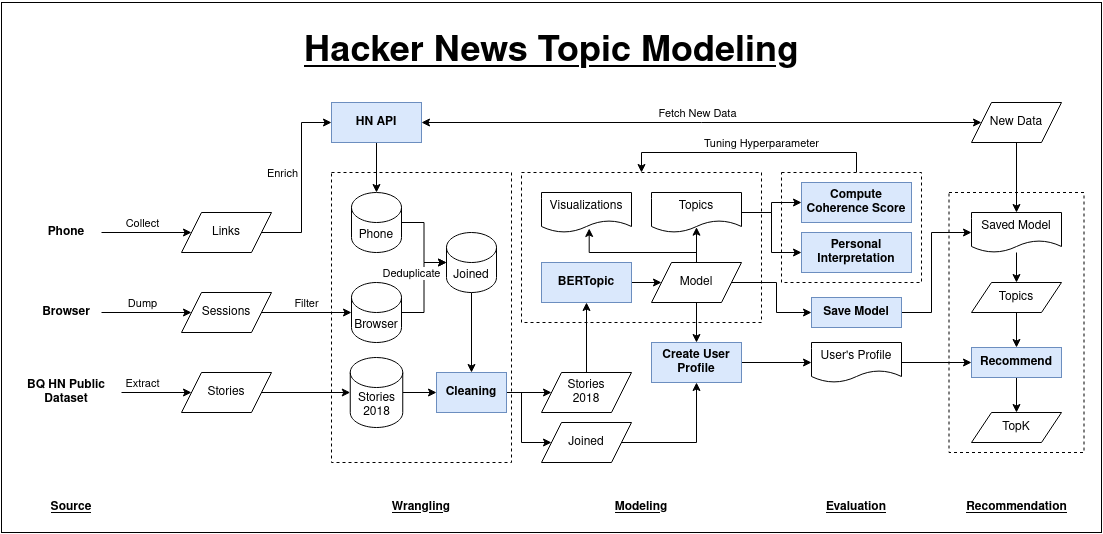 Hacker News Topic Modeling
HN API
Fetch New Data
New Data
Tuning Hyperparameter
Enrich
Phone
Collect
Links
Phone
Deduplicate
Joined
Browser
Dump
Sessions
Filter
Browser
BQ HN Public
Dataset
Extract
Stories
Stories
2018
Cleaning
Visualizations
Topics
BERTopic
Model
Compute
Coherence Score
Personal
Interpretation
Save Model
Create User
Profile
User's Profile
Stories
2018
Joined
Saved Model
Topics
Recommend
TopK
Source
Wrangling
Modeling
Evaluation
Recommendation